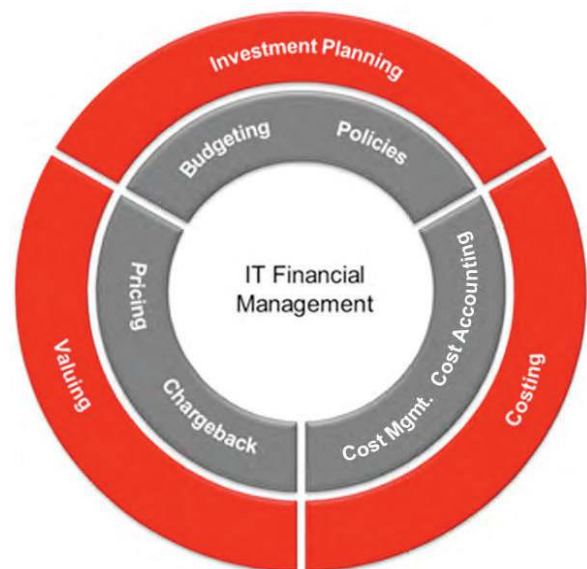 Investment Planning
Budgeting
Policies
IT Financial
Management
Pricing
Chargeback
Valuing
Cost Accounting
Cost Mgmt.
Costing